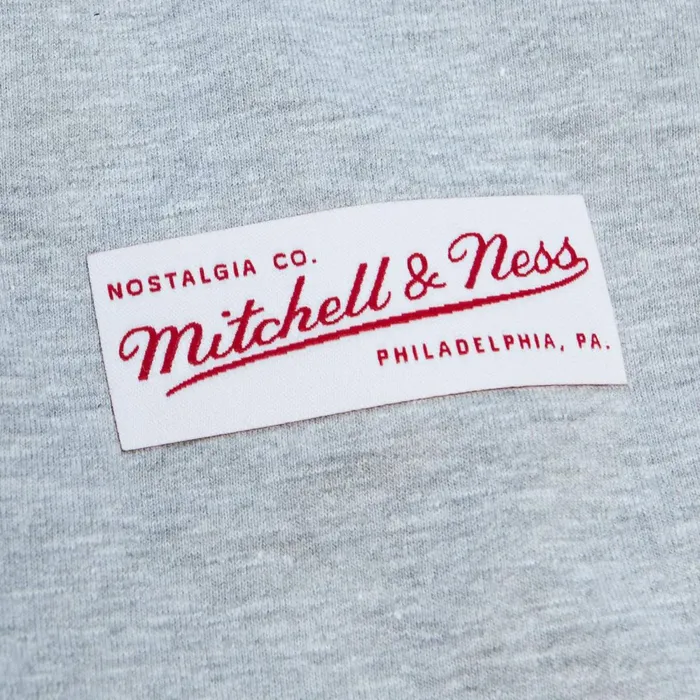 NOSTALGIA CO.
Mitchell & Ness
PHILADELPHIA, PA.